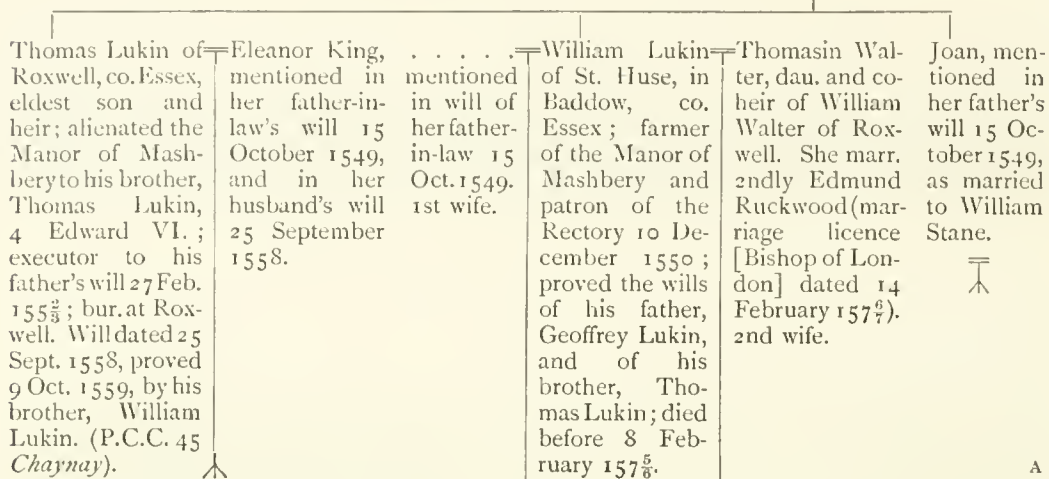 Thomas Lukin of
Roxwell, co. Essex,
eldest son and
heir; alienated the
Manor of Mash-
bery to his brother,
Thomas Lukin,
4 Edward VI.;
executor to his
father's will 27 Feb.
155⅔; bur. at Rox-
well. Will dated 25
Sept. 1558, proved
9 Oct. 1559, by his
brother, William
Lukin. (P.C.C. 45
Chaynay).
Eleanor King,
mentioned in
her father-in-
law's will 15
October 1549,
and in her
husband's will
25 September
1558.
. . . . .
mentioned
in will of
her father-
in-law 15
Oct. 1549.
1st wife.
William Lukin
of St. Huse, in
Baddow, co.
Essex; farmer
of the Manor of
Mashbery and
patron of the
Rectory 10 De-
cember 1550;
proved the wills
of his father,
Geoffrey Lukin,
and of his
brother, Tho-
mas Lukin; died
before 8 Feb-
ruary 157⅚.
Thomasin Wal-
ter, dau. and co-
heir of William
Walter of Rox-
well. She marr.
2ndly Edmund
Ruckwood (mar-
riage licence
[Bishop of Lon-
don] dated 14
February 157 6/7).
2nd wife.
Joan, men-
tioned in
her father's
will 15 Oc-
tober 1549,
as married
to William
Stane.
A